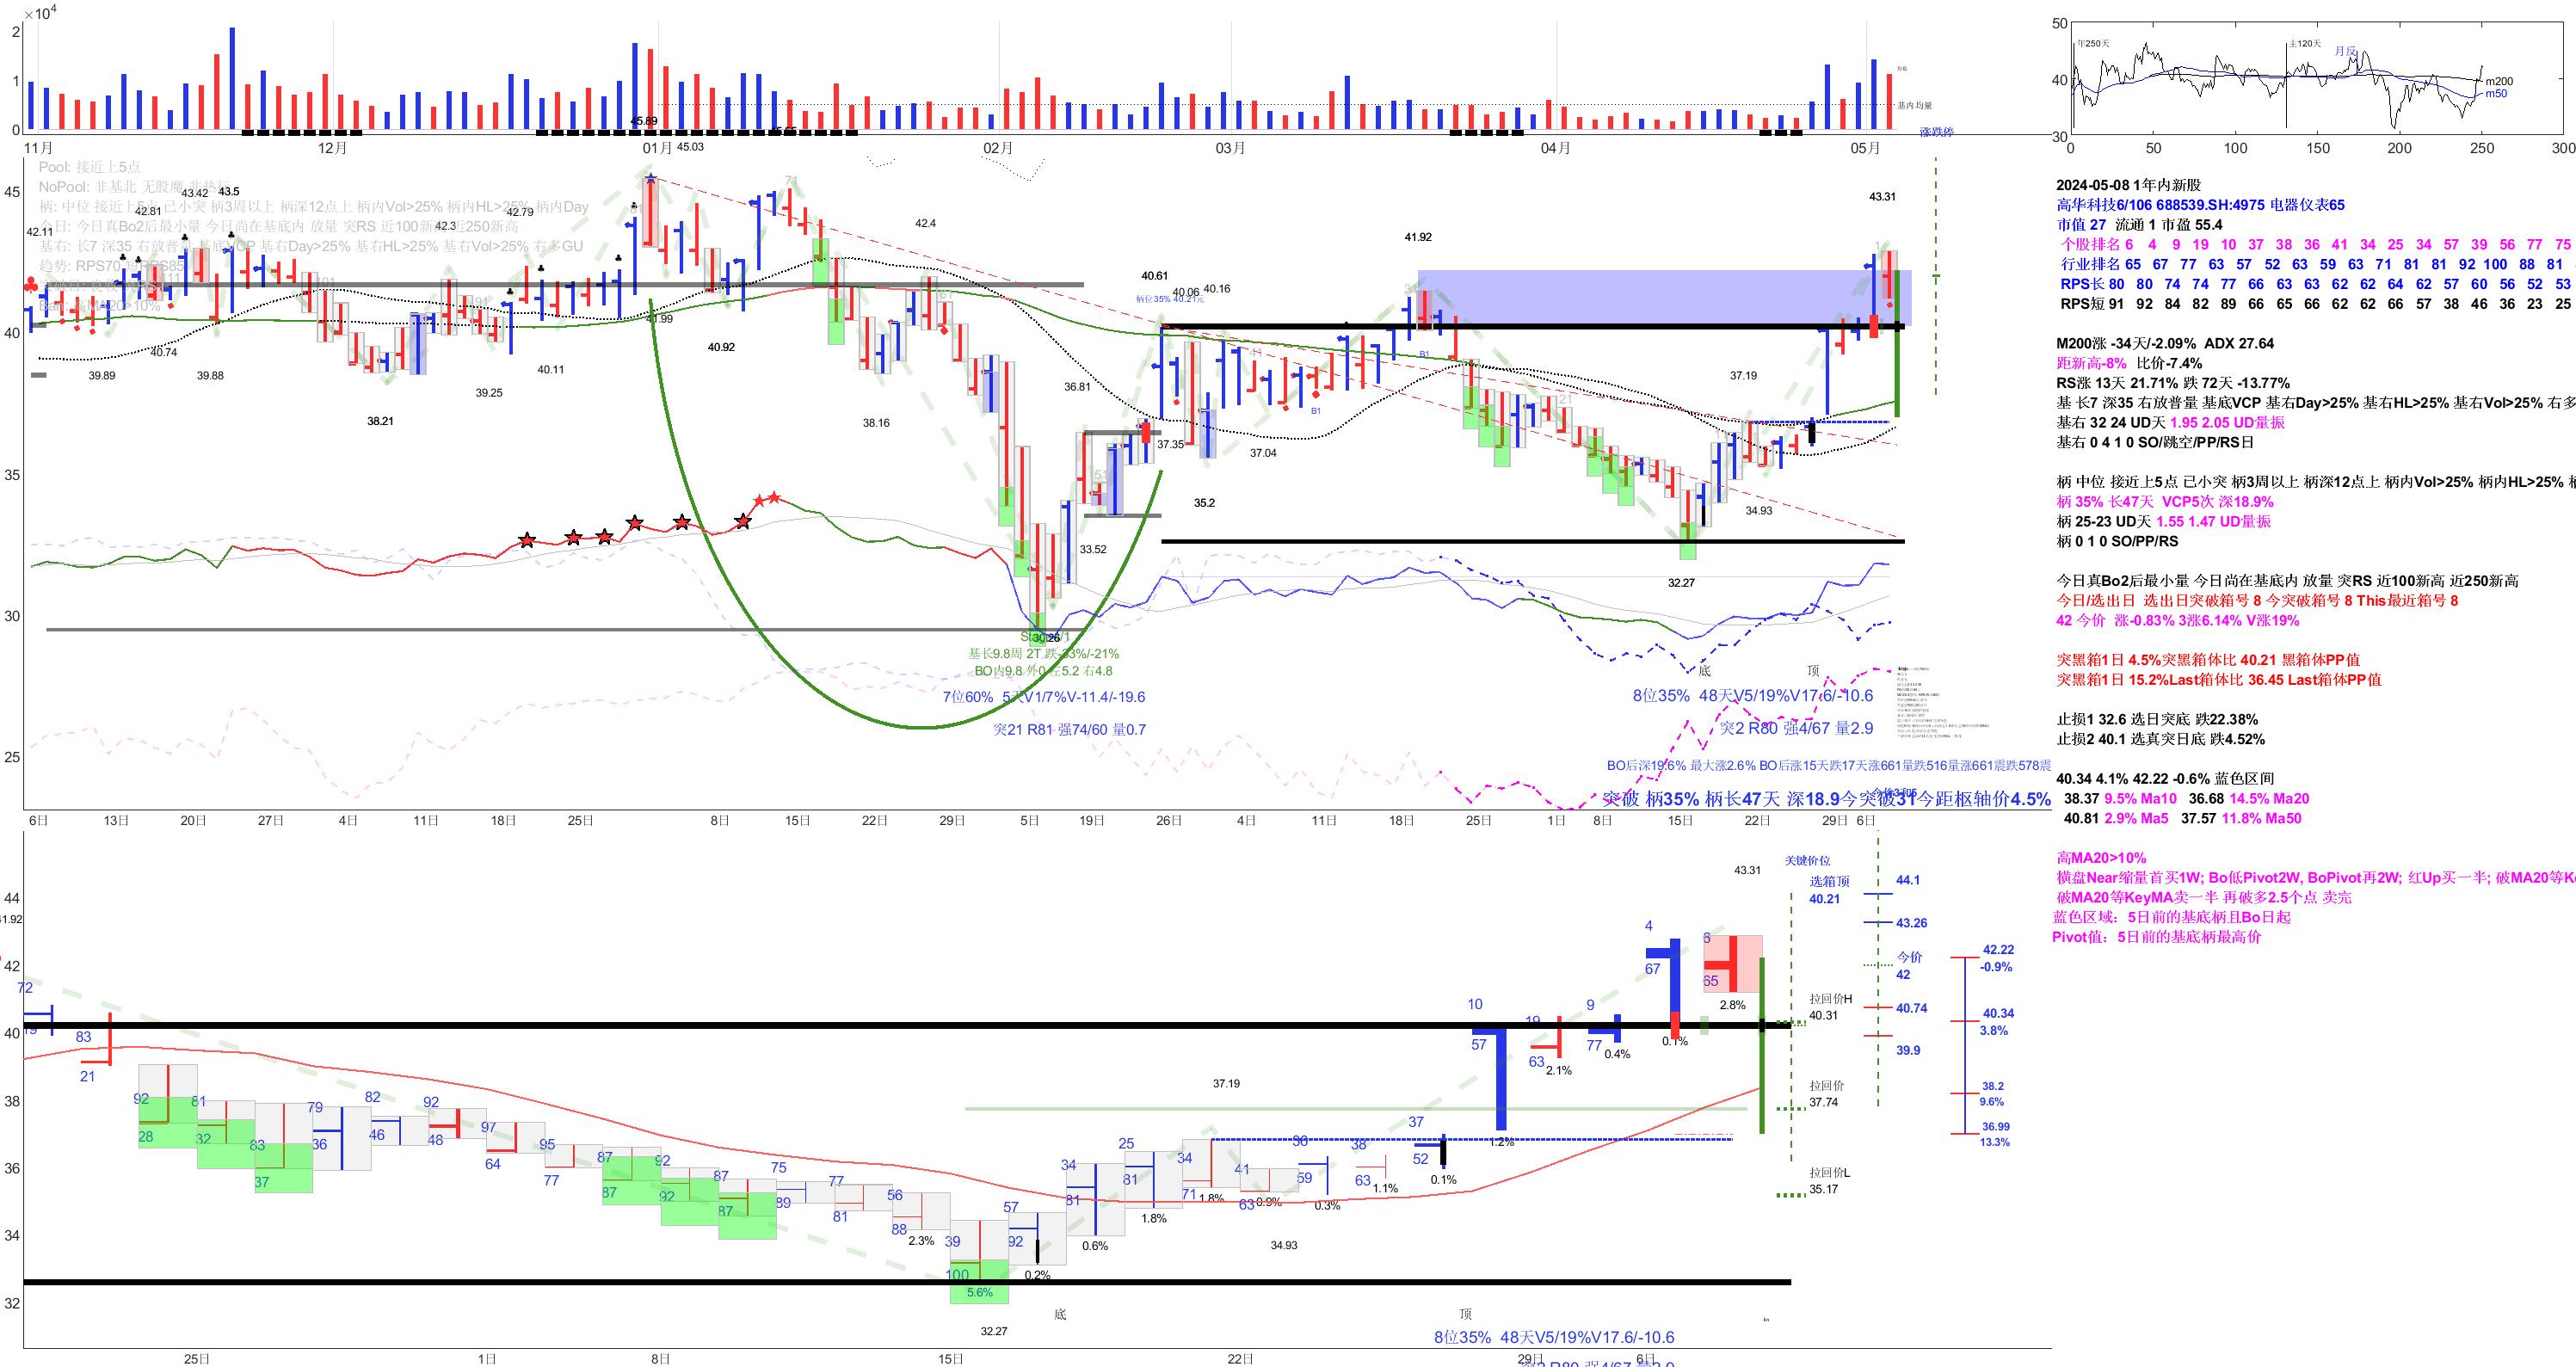 ×10⁴
2
1
0
基内均量
涨跌停
11月
12月
01月
02月
03月
04月
05月
45.89
45.03
Pool: 接近上5点
NoPool: 非基北 无股魔 非热
43.42
43.5
柄: 中位 接近上5点 已小突 柄3周以上 柄深12点上 柄内Vol>25% 柄内HL>25% 柄内Day
42.81
42.79
今日: 今日真Bo2后最小量 今日尚在基底内 放量 突RS 近100新高 近250新高
42.11
42.3
42.4
基右: 长7 深35 右放普量 基底VCP 基右Day>25% 基右HL>25% 基右Vol>25% 右多GU
趋势: RPS70
45
40
35
30
25
43.31
41.92
40.61
40.06
40.16
柄位35% 40.21元
41.99
40.74
39.89
39.88
40.92
40.11
39.25
38.21
38.16
36.81
37.35
37.04
37.19
35.2
34.93
33.52
32.27
30.26
B1
B1
基长9.8周 2T 跌-33%/-21%
BO内9.8 外0 左5.2 右4.8
7位60% 5天V1/7%V-11.4/-19.6
突21 R81 强74/60 量0.7
底
顶
8位35% 48天V5/19%V17.6/-10.6
突2 R80 强4/67 量2.9
BO后深19.6% 最大涨2.6% BO后涨15天跌17天涨661量跌516量涨661震跌578震
突破 柄35% 柄长47天 深18.9今突破31今距枢轴价4.5%
6日
13日
20日
27日
4日
11日
18日
25日
8日
15日
22日
29日
5日
19日
26日
4日
11日
18日
25日
1日
8日
15日
22日
29日
6日
50
40
30
年250天
主120天
月反
m200
m50
0
50
100
150
200
250
300
2024-05-08 1年内新股
高华科技6/106 688539.SH:4975 电器仪表65
市值 27 流通 1 市盈 55.4
个股排名 6 4 9 19 10 37 38 36 41 34 25 34 57 39 56 77 75
行业排名 65 67 77 63 57 52 63 59 63 71 81 81 92 100 88 81
RPS长 80 80 74 74 77 66 63 63 62 62 64 62 57 60 56 52 53
RPS短 91 92 84 82 89 66 65 66 62 62 66 57 38 46 36 23 25
M200涨 -34天/-2.09% ADX 27.64
距新高-8% 比价-7.4%
RS涨 13天 21.71% 跌 72天 -13.77%
基 长7 深35 右放普量 基底VCP 基右Day>25% 基右HL>25% 基右Vol>25% 右多
基右 32 24 UD天 1.95 2.05 UD量振
基右 0 4 1 0 SO/跳空/PP/RS日
柄 中位 接近上5点 已小突 柄3周以上 柄深12点上 柄内Vol>25% 柄内HL>25%
柄 35% 长47天 VCP5次 深18.9%
柄 25-23 UD天 1.55 1.47 UD量振
柄 0 1 0 SO/PP/RS
今日真Bo2后最小量 今日尚在基底内 放量 突RS 近100新高 近250新高
今日/选出日 选出日突破箱号 8 今突破箱号 8 This最近箱号 8
42 今价 涨-0.83% 3涨6.14% V涨19%
突黑箱1日 4.5%突黑箱体比 40.21 黑箱体PP值
突黑箱1日 15.2%Last箱体比 36.45 Last箱体PP值
止损1 32.6 选日突底 跌22.38%
止损2 40.1 选真突日底 跌4.52%
40.34 4.1% 42.22 -0.6% 蓝色区间
38.37 9.5% Ma10 36.68 14.5% Ma20
40.81 2.9% Ma5 37.57 11.8% Ma50
高MA20>10%
横盘Near缩量首买1W; Bo低Pivot2W, BoPivot再2W; 红Up买一半; 破MA20等K
破MA20等KeyMA卖一半 再破多2.5个点 卖完
蓝色区域：5日前的基底柄且Bo日起
Pivot值：5日前的基底柄最高价
44
42
40
38
36
34
32
1.92
72
19
83
21
92
28
81
32
83
37
79
36
82
46
92
48
97
64
95
77
87
87
92
92
87
87
75
89
77
81
56
88
2.3%
39
100
5.6%
57
92
0.2%
34
81
0.6%
25
81
1.8%
34
71
1.8%
41
63
0.9%
36
59
0.3%
38
63
1.1%
37
52
0.1%
10
57
1.2%
19
63
2.1%
9
77
0.4%
4
67
0.1%
65
2.8%
43.31
37.19
34.93
32.27
底
顶
8位35% 48天V5/19%V17.6/-10.6
突2 R80 强4/67 量2.9
关键价位
选箱顶
40.21
拉回价H
40.31
拉回价
37.74
拉回价L
35.17
44.1
43.26
今价
42
40.74
39.9
42.22
-0.9%
40.34
3.8%
38.2
9.6%
36.99
13.3%
25日
1日
8日
15日
22日
29日
6日